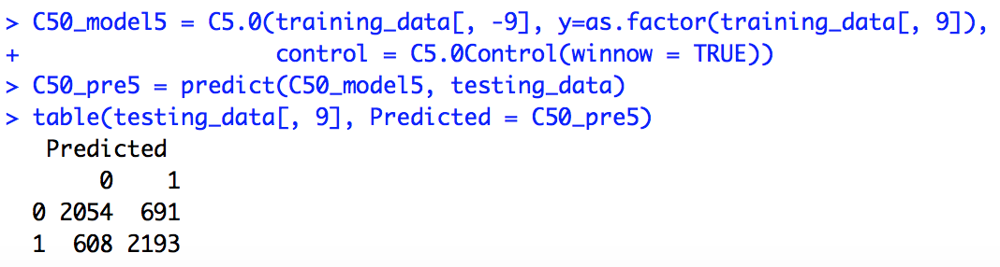 > C50_model5 = C5.0(training_data[, -9], y=as.factor(training_data[, 9]),
+                  control = C5.0Control(winnow = TRUE))
> C50_pre5 = predict(C50_model5, testing_data)
> table(testing_data[, 9], Predicted = C50_pre5)
   Predicted
       0    1
  0 2054  691
  1  608 2193